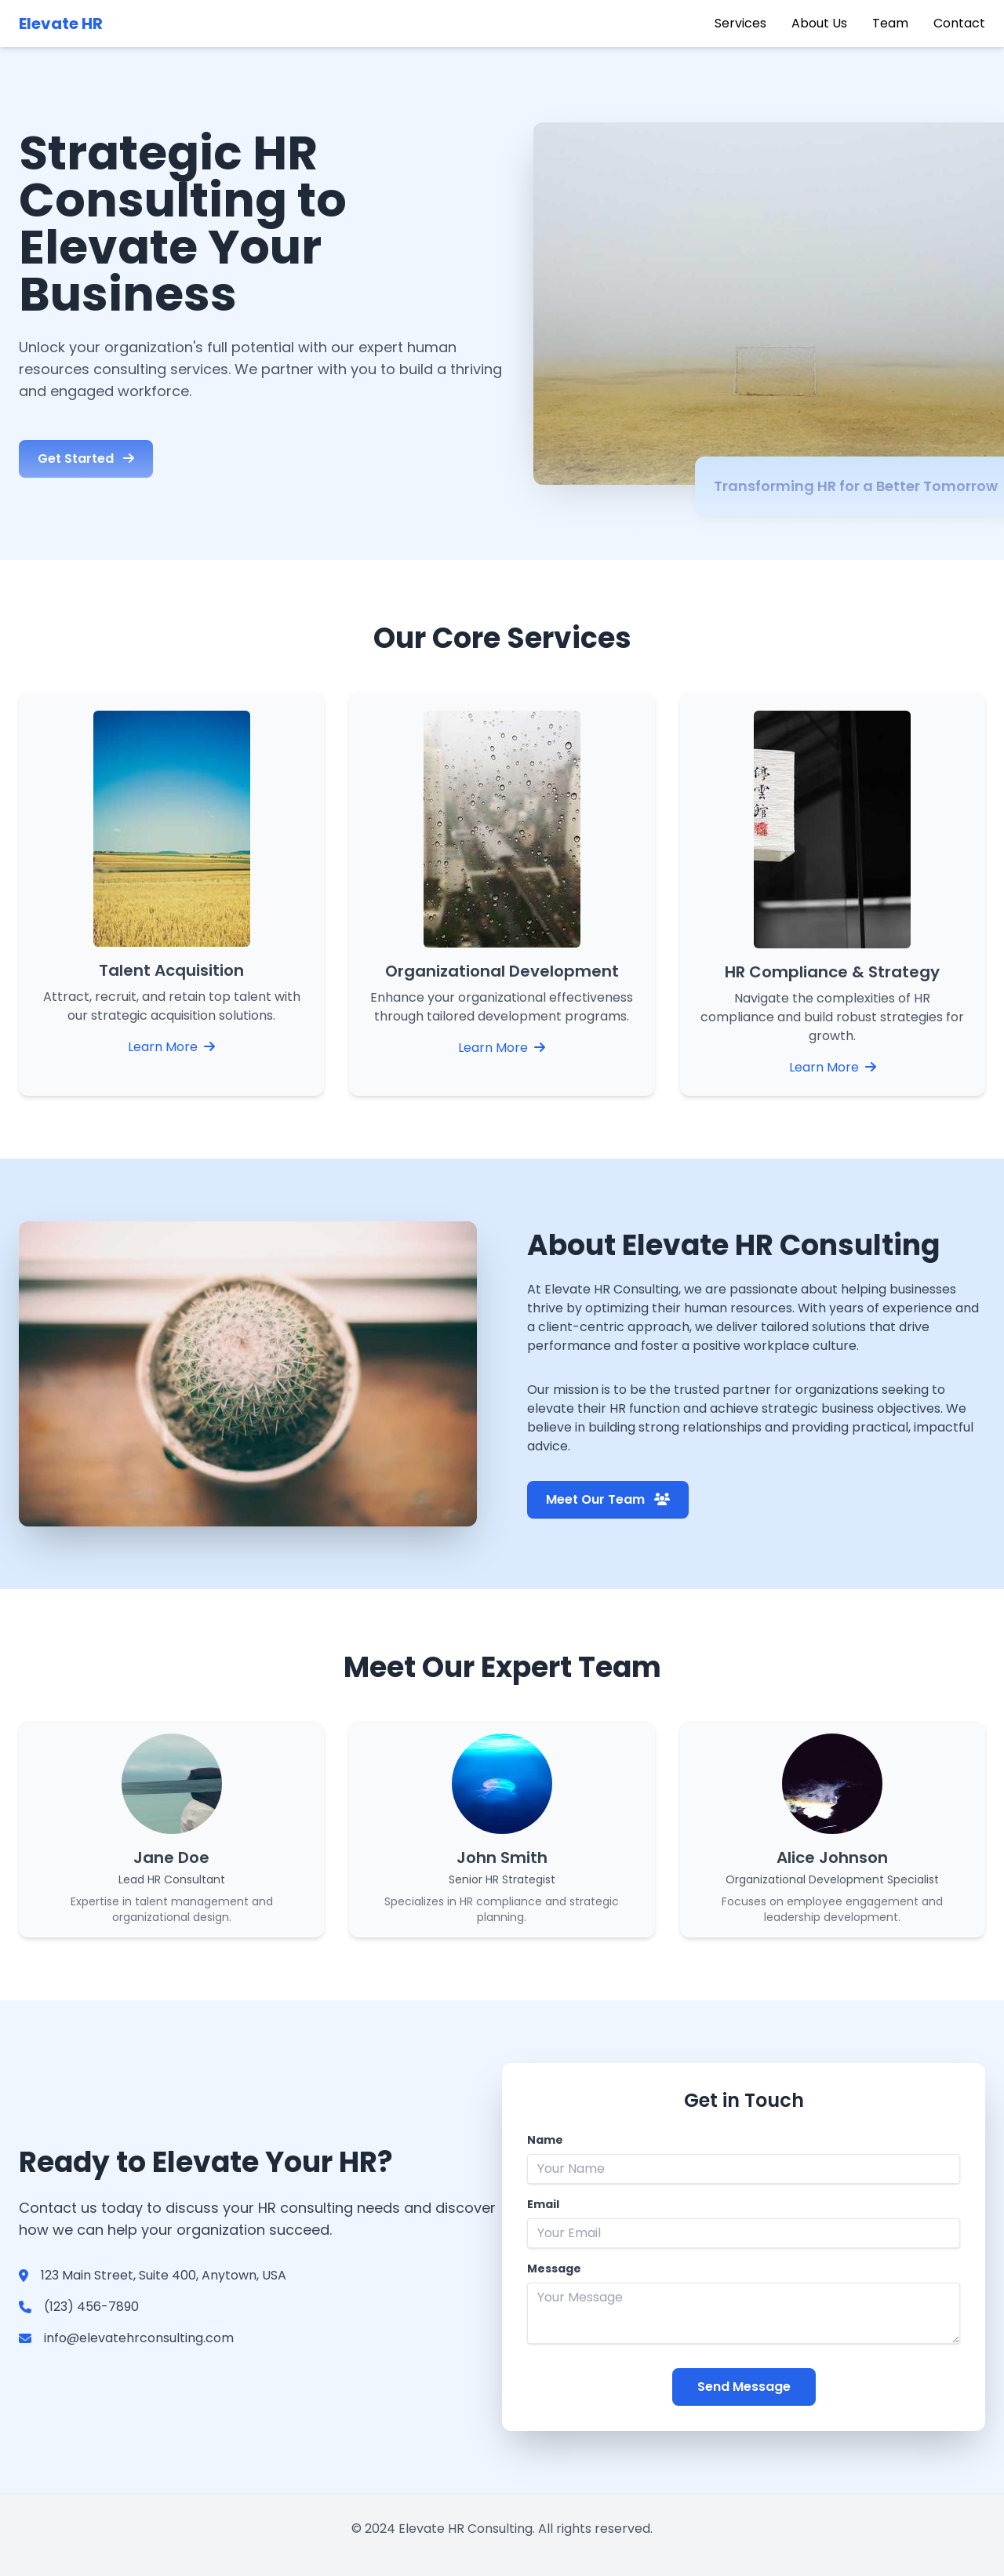 Elevate HR
Services
About Us
Team
Contact
Strategic HR
Consulting to
Elevate Your
Business
Unlock your organization's full potential with our expert human
resources consulting services. We partner with you to build a thriving
and engaged workforce.
Get Started
Transforming HR for a Better Tomorrow
Our Core Services
停雲館
Talent Acquisition
Attract, recruit, and retain top talent with
our strategic acquisition solutions.
Learn More
Organizational Development
Enhance your organizational effectiveness
through tailored development programs.
Learn More
HR Compliance & Strategy
Navigate the complexities of HR
compliance and build robust strategies for
growth.
Learn More
About Elevate HR Consulting
At Elevate HR Consulting, we are passionate about helping businesses
thrive by optimizing their human resources. With years of experience and
a client-centric approach, we deliver tailored solutions that drive
performance and foster a positive workplace culture.
Our mission is to be the trusted partner for organizations seeking to
elevate their HR function and achieve strategic business objectives. We
believe in building strong relationships and providing practical, impactful
advice.
Meet Our Team
Meet Our Expert Team
Jane Doe
Lead HR Consultant
Expertise in talent management and
organizational design.
John Smith
Senior HR Strategist
Specializes in HR compliance and strategic
planning.
Alice Johnson
Organizational Development Specialist
Focuses on employee engagement and
leadership development.
Ready to Elevate Your HR?
Contact us today to discuss your HR consulting needs and discover
how we can help your organization succeed.
123 Main Street, Suite 400, Anytown, USA
(123) 456-7890
info@elevatehrconsulting.com
Get in Touch
Name
Your Name
Email
Your Email
Message
Your Message
Send Message
© 2024 Elevate HR Consulting. All rights reserved.